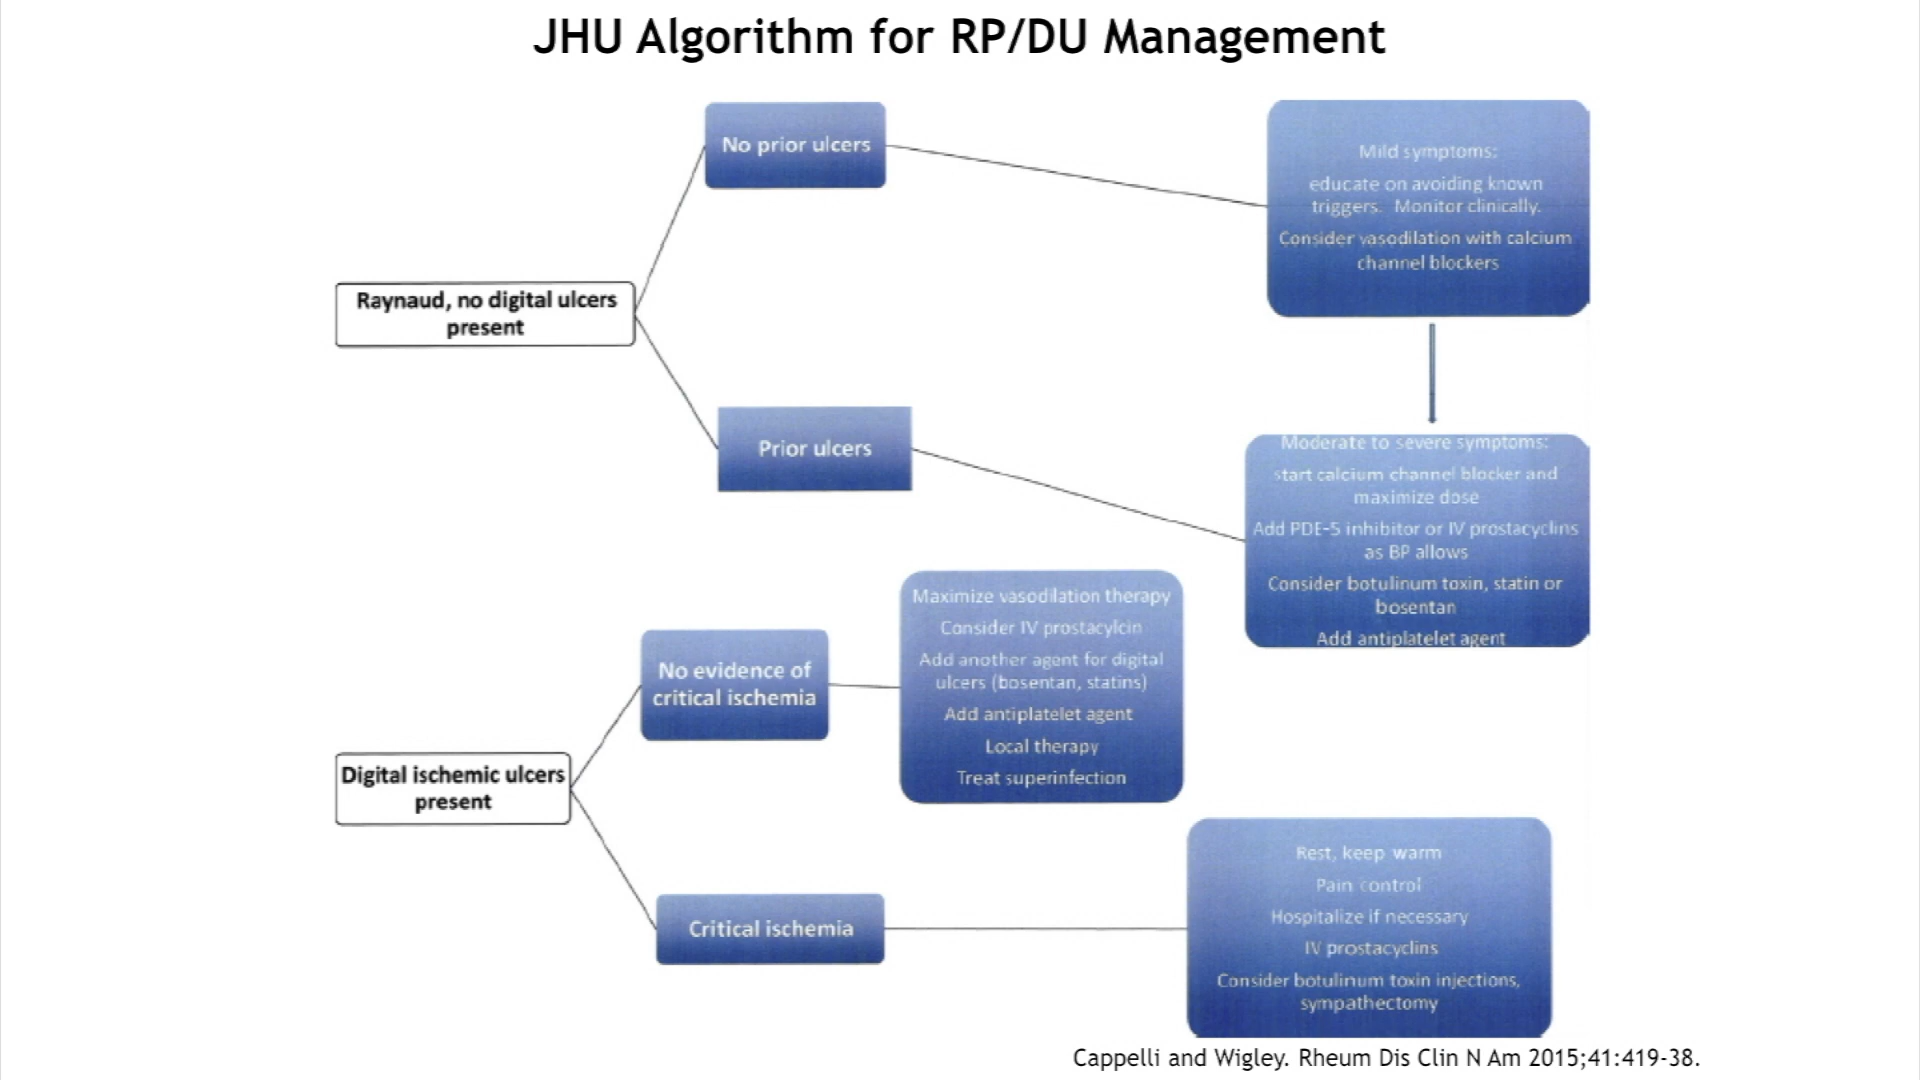 JHU Algorithm for RP/DU Management
No prior ulcers
Mild symptoms:
educate on avoiding known
triggers. Monitor clinically.
Consider vasodilation with calcium
channel blockers
Raynaud, no digital ulcers
present
Prior ulcers
Moderate to severe symptoms:
start calcium channel blocker and
maximize dose
Add PDE-5 inhibitor or IV prostacyclins
as BP allows
Consider botulinum toxin, statin or
bosentan
Add antiplatelet agent
No evidence of
critical ischemia
Maximize vasodilation therapy
Consider IV prostacylcin
Add another agent for digital
ulcers (bosentan, statins)
Add antiplatelet agent
Local therapy
Treat superinfection
Digital ischemic ulcers
present
Critical ischemia
Rest, keep warm
Pain control
Hospitalize if necessary
IV prostacyclins
Consider botulinum toxin injections,
sympathectomy
Cappelli and Wigley. Rheum Dis Clin N Am 2015;41:419-38.